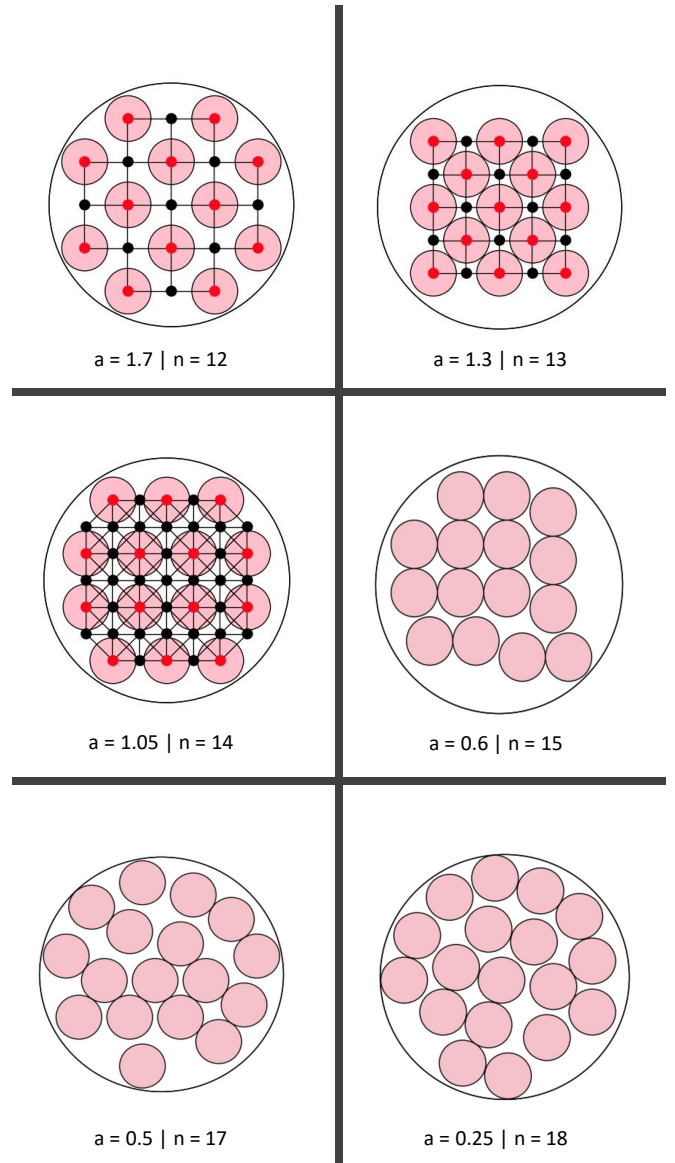 a = 1.7 | n = 12
a = 1.3 | n = 13
a = 1.05 | n = 14
a = 0.6 | n = 15
a = 0.5 | n = 17
a = 0.25 | n = 18